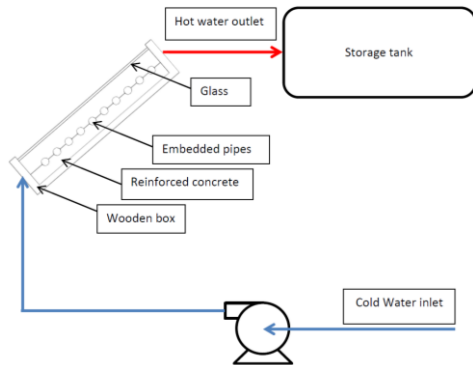 Hot water outlet
Storage tank
Glass
Embedded pipes
Reinforced concrete
Wooden box
Cold Water inlet